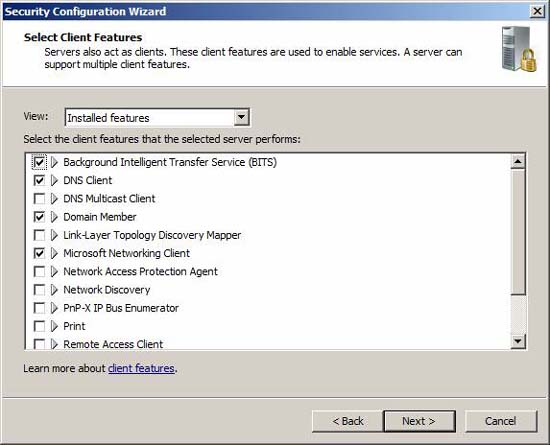 Security Configuration Wizard
Select Client Features
Servers also act as clients. These client features are used to enable services. A server can
support multiple client features.
View: Installed features
Select the client features that the selected server performs:
Background Intelligent Transfer Service (BITS)
DNS Client
DNS Multicast Client
Domain Member
Link-Layer Topology Discovery Mapper
Microsoft Networking Client
Network Access Protection Agent
Network Discovery
PnP-X IP Bus Enumerator
Print
Remote Access Client
Learn more about client features.
< Back Next > Cancel